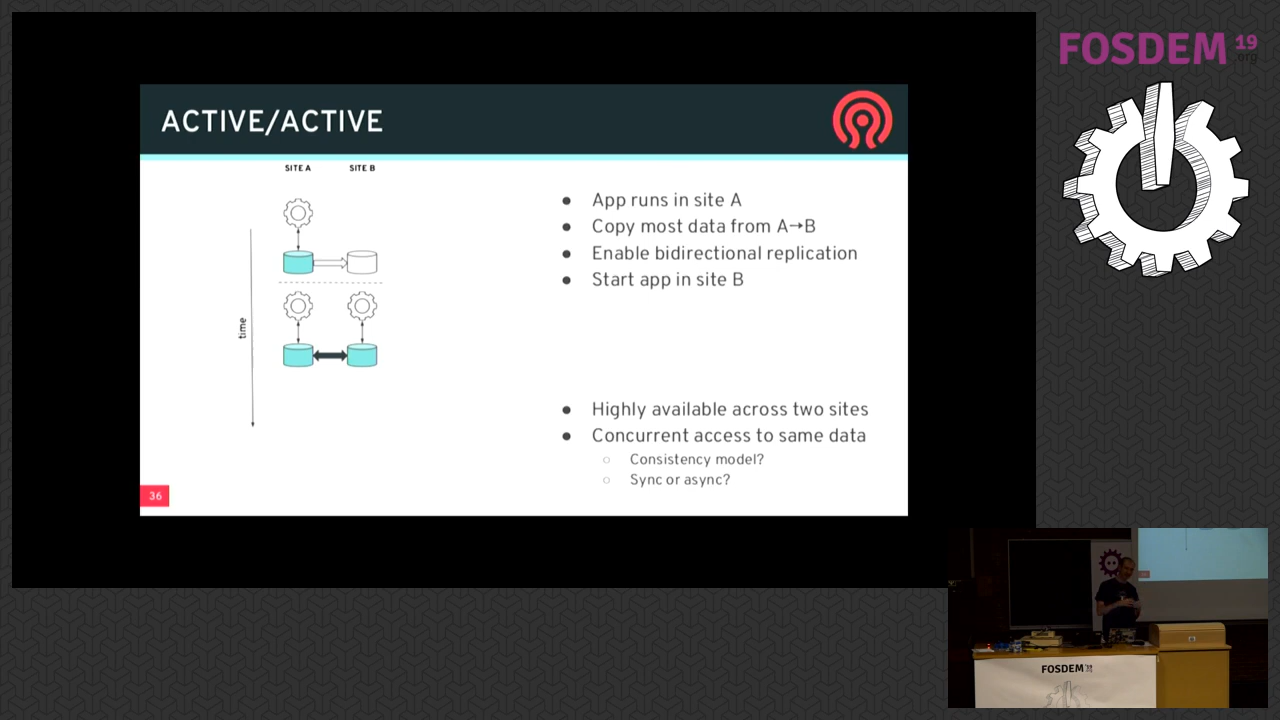 FOSDEM 19
.org
ACTIVE/ACTIVE
SITE A SITE B
time
● App runs in site A
● Copy most data from A→B
● Enable bidirectional replication
● Start app in site B
● Highly available across two sites
● Concurrent access to same data
○ Consistency model?
○ Sync or async?
36
FOSDEM 19